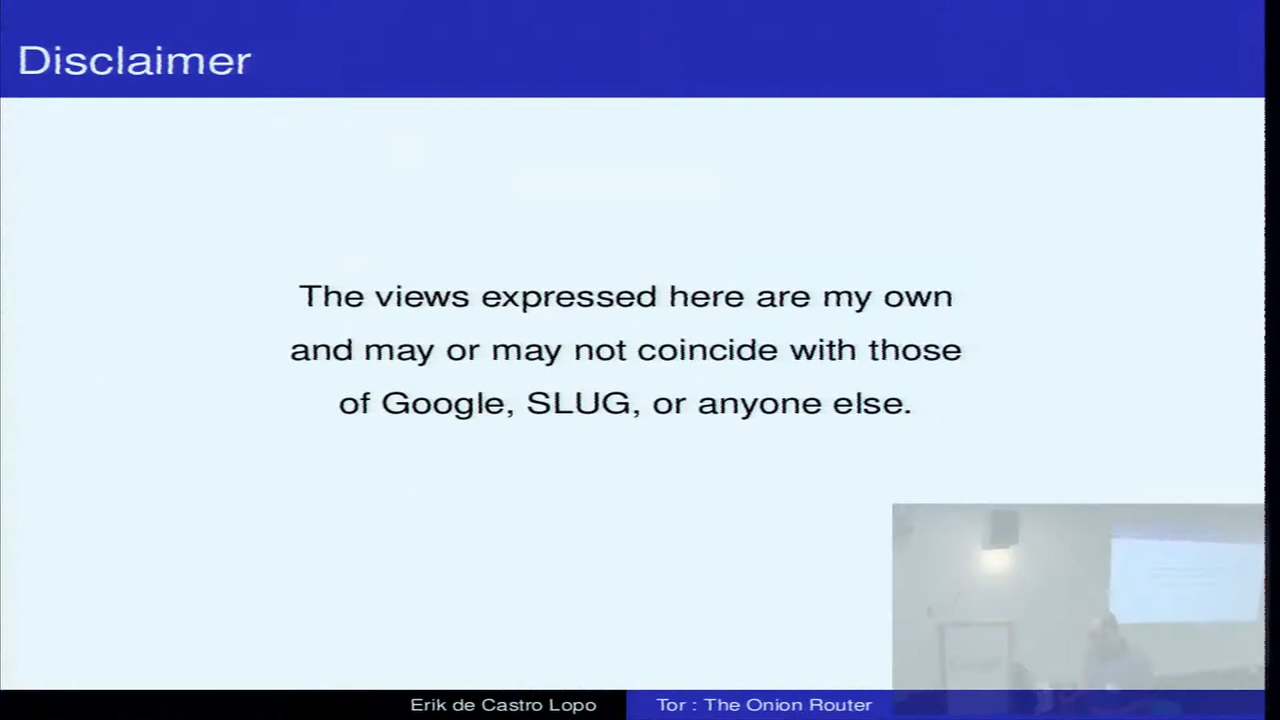 Disclaimer
The views expressed here are my own
and may or may not coincide with those
of Google, SLUG, or anyone else.
Erik de Castro Lopo
Tor : The Onion Router